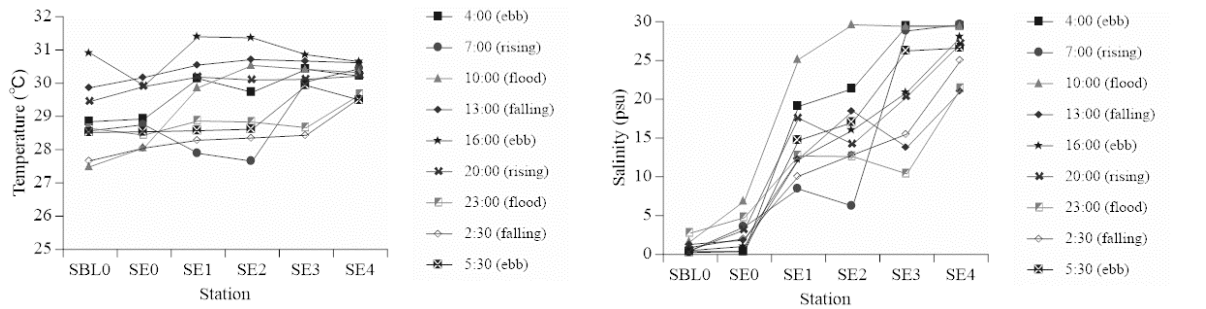 Temperature (℃)
32
31
30
29
28
27
26
25
SBL0 SE0 SE1 SE2 SE3 SE4
Station
4:00 (ebb)
7:00 (rising)
10:00 (flood)
13:00 (falling)
16:00 (ebb)
20:00 (rising)
23:00 (flood)
2:30 (falling)
5:30 (ebb)
Salinity (psu)
30
25
20
15
10
5
0
SBL0 SE0 SE1 SE2 SE3 SE4
Station
4:00 (ebb)
7:00 (rising)
10:00 (flood)
13:00 (falling)
16:00 (ebb)
20:00 (rising)
23:00 (flood)
2:30 (falling)
5:30 (ebb)